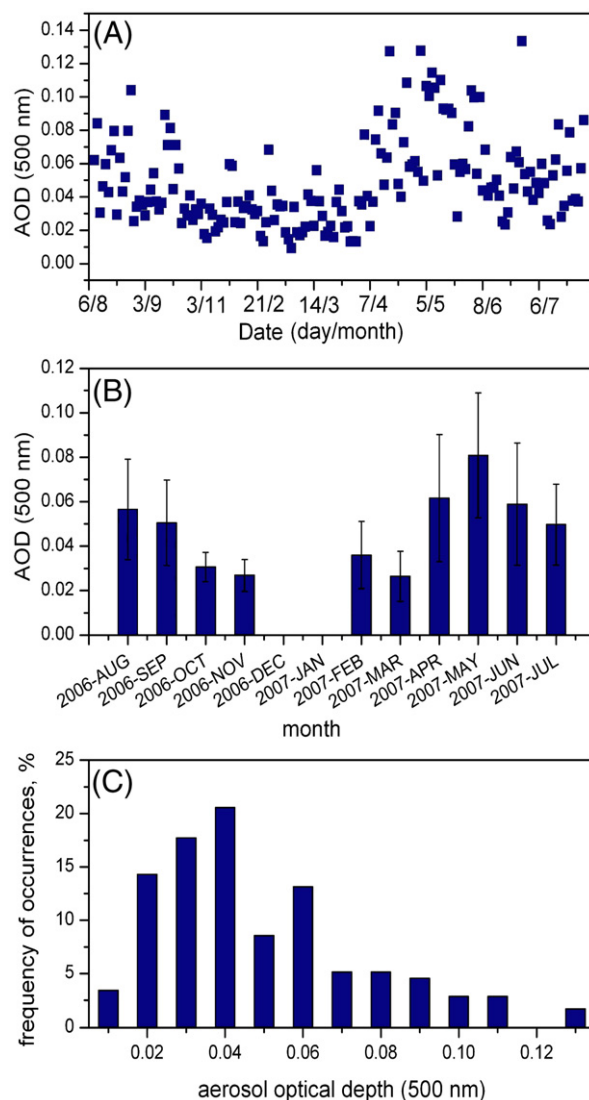 (A)
AOD (500 nm)
0.14
0.12
0.10
0.08
0.06
0.04
0.02
0.00
6/8 3/9 3/11 21/2 14/3 7/4 5/5 8/6 6/7
Date (day/month)
(B)
AOD (500 nm)
0.12
0.10
0.08
0.06
0.04
0.02
0.00
2006-AUG 2006-SEP 2006-OCT 2006-NOV 2006-DEC 2007-JAN 2007-FEB 2007-MAR 2007-APR 2007-MAY 2007-JUN 2007-JUL
month
(C)
frequency of occurrences, %
25
20
15
10
5
0
0.02 0.04 0.06 0.08 0.10 0.12
aerosol optical depth (500 nm)